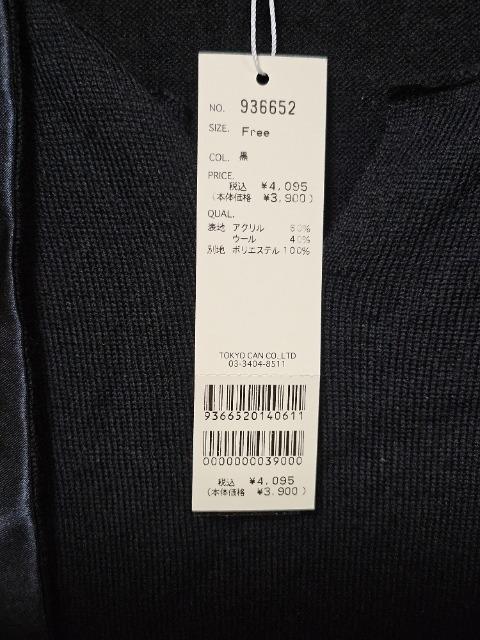 NO. 936652
SIZE. Free
COL. 黒
PRICE.
税込 ¥4,095
(本体価格 ¥3,900)
QUAL.
表地 アクリル 60%
ウール 40%
別地 ポリエステル 100%
TOKYO CAN CO.,LTD
03-3404-8511
9366520140611
0000000039000
税込 ¥4,095
(本体価格 ¥3,900)